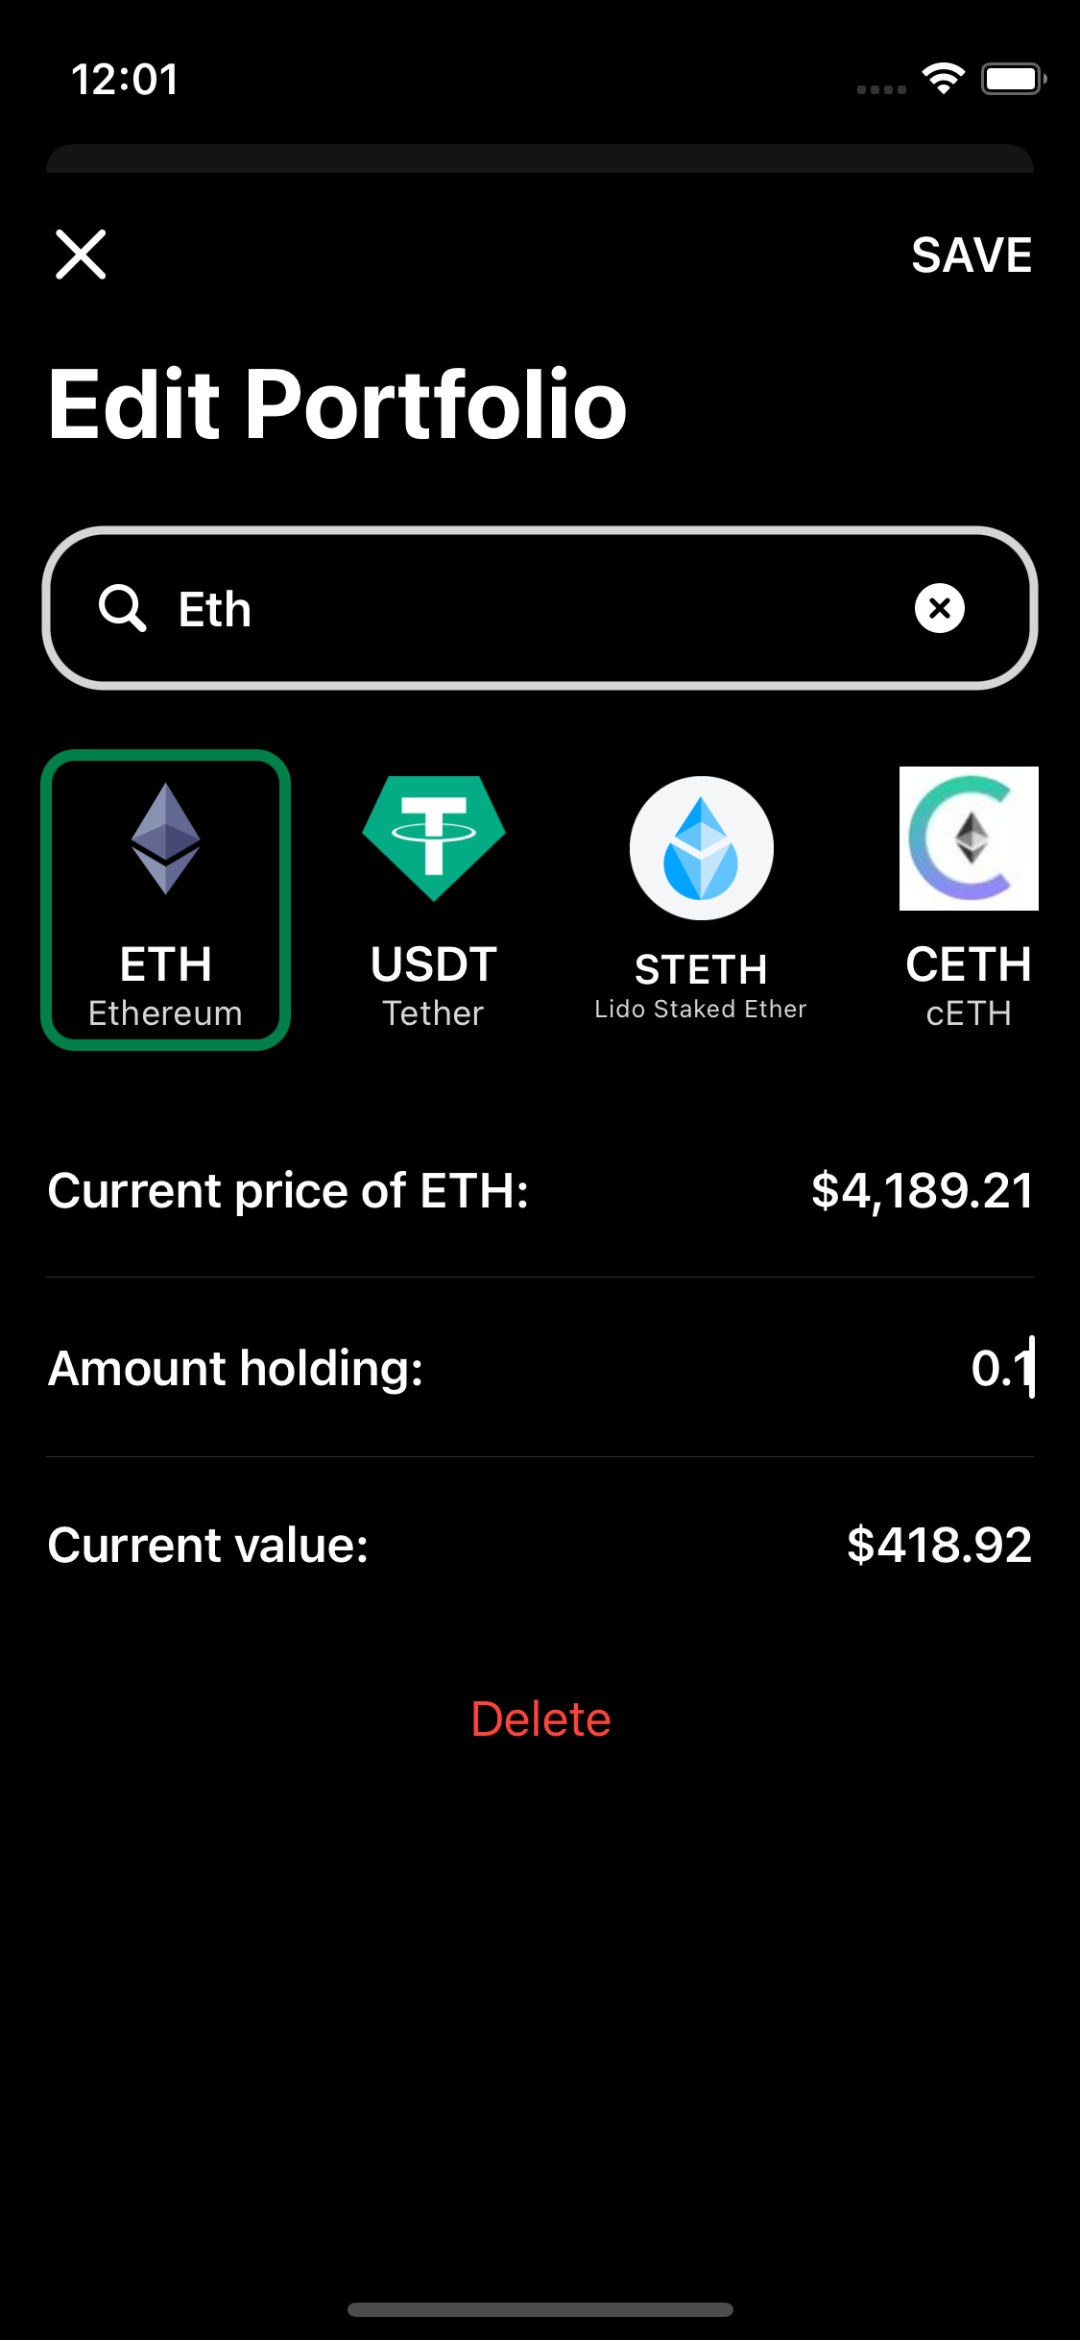 12:01
SAVE
Edit Portfolio
Eth
ETH
Ethereum
USDT
Tether
STETH
Lido Staked Ether
CETH
cETH
Current price of ETH: $4,189.21
Amount holding: 0.1
Current value: $418.92
Delete